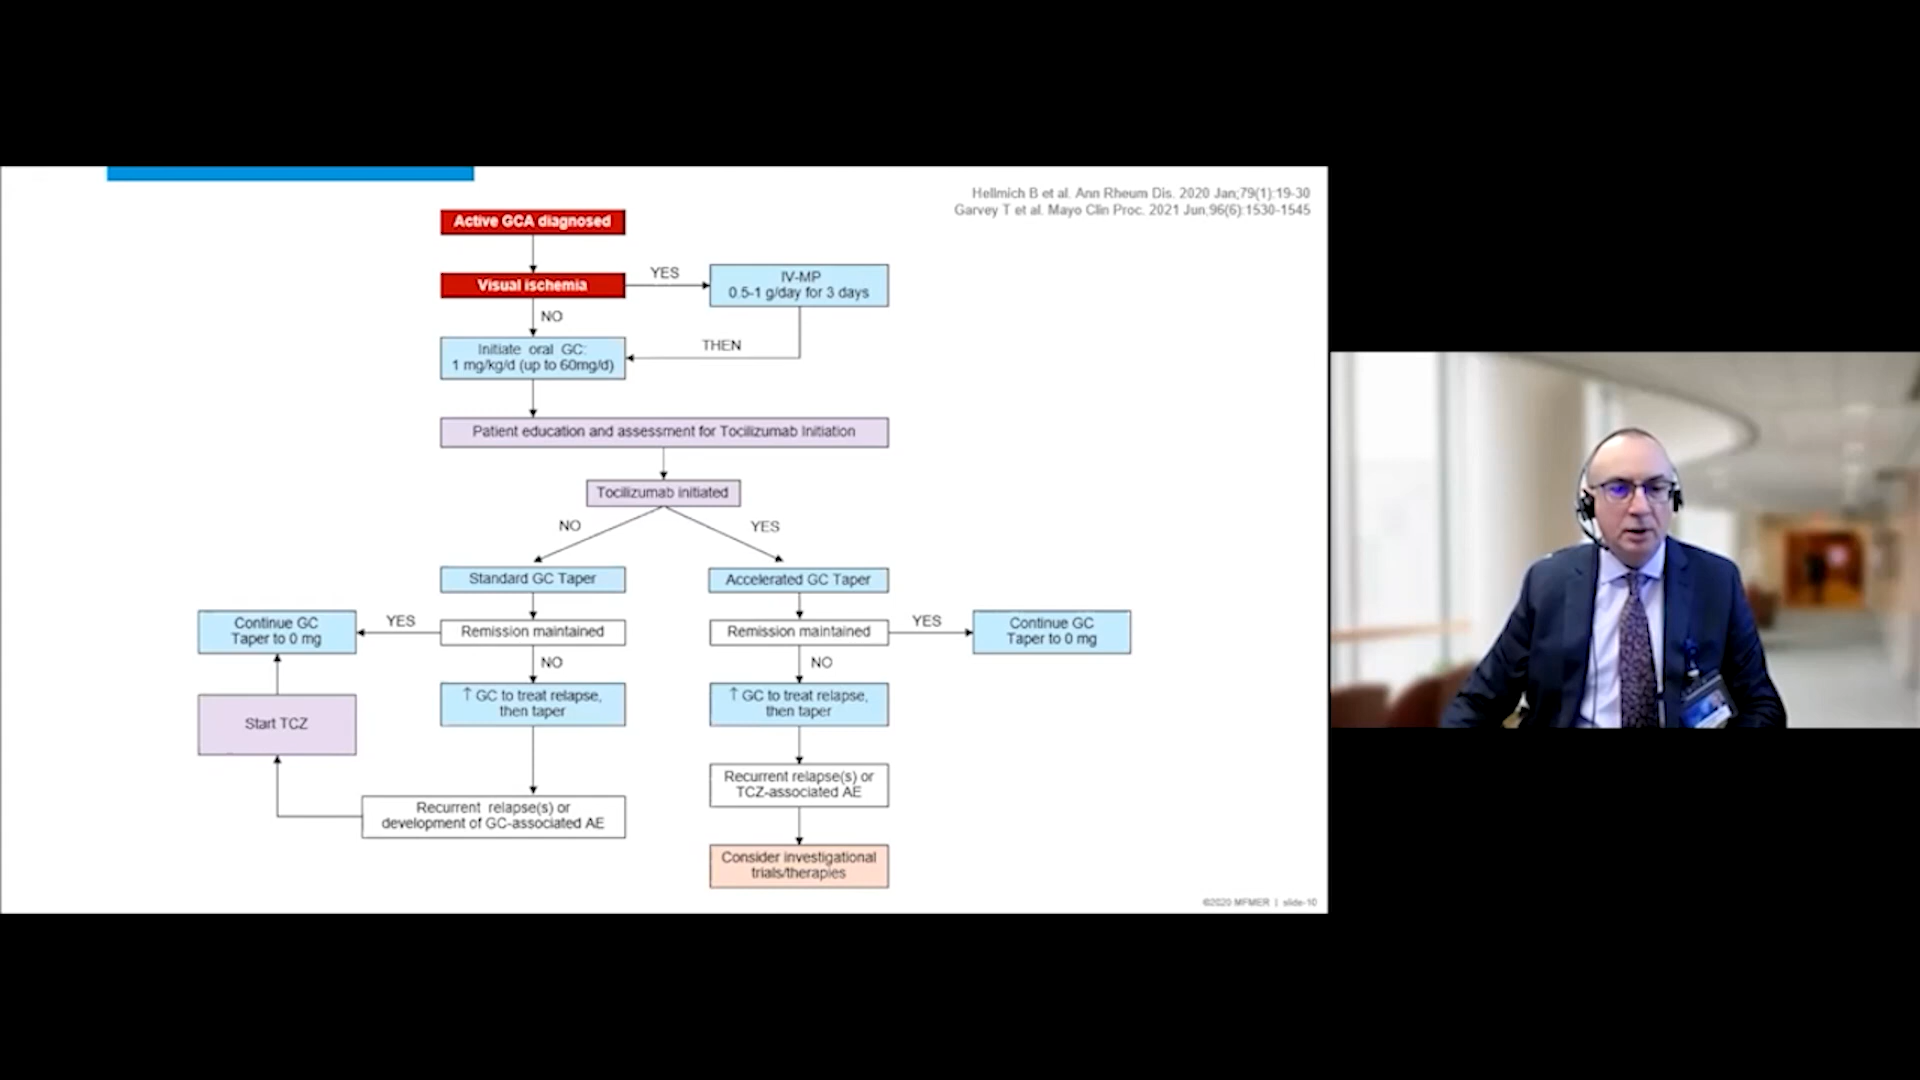 Hellmich B et al. Ann Rheum Dis. 2020 Jan;79(1):19-30
Garvey T et al. Mayo Clin Proc. 2021 Jun;96(6):1530-1545
Active GCA diagnosed
Visual ischemia
YES
IV-MP
0.5-1 g/day for 3 days
NO
THEN
Initiate oral GC:
1 mg/kg/d (up to 60mg/d)
Patient education and assessment for Tocilizumab Initiation
Tocilizumab initiated
NO
YES
Standard GC Taper
Accelerated GC Taper
Continue GC
Taper to 0 mg
YES
Remission maintained
Remission maintained
YES
Continue GC
Taper to 0 mg
NO
NO
↑ GC to treat relapse,
then taper
↑ GC to treat relapse,
then taper
Start TCZ
Recurrent relapse(s) or
TCZ-associated AE
Recurrent relapse(s) or
development of GC-associated AE
Consider investigational
trials/therapies
©2020 MFMER | slide-10